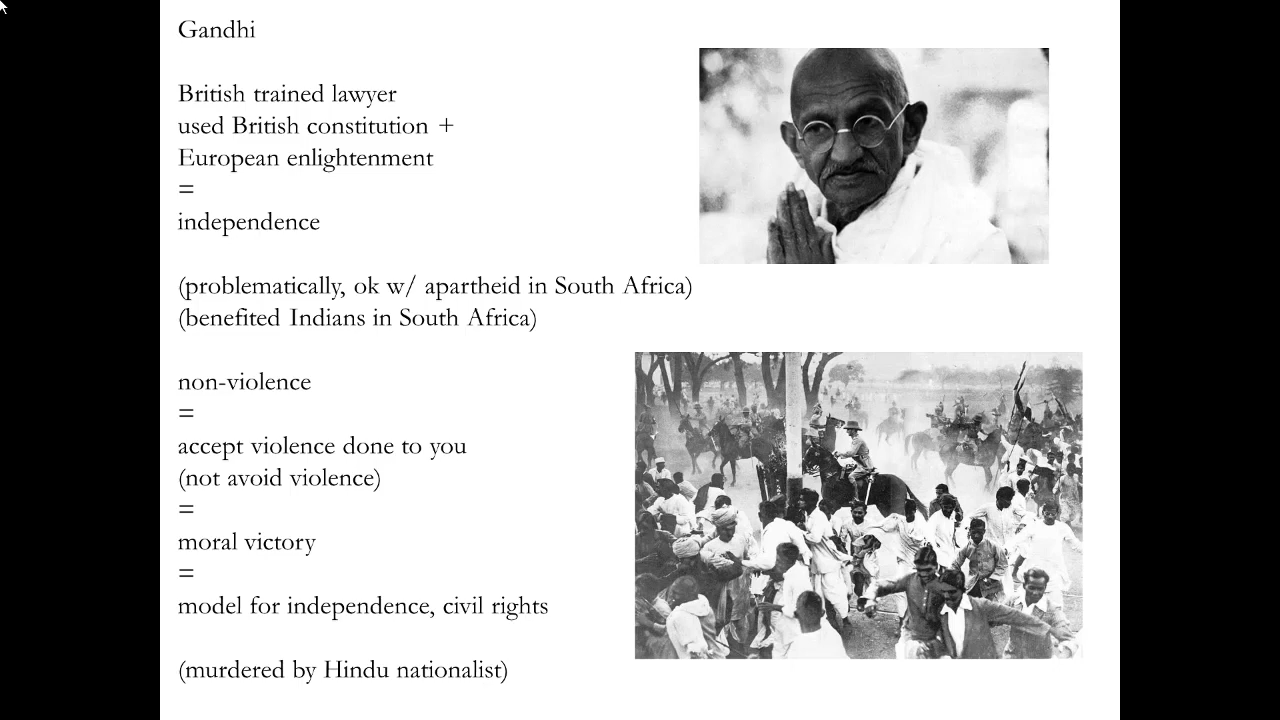 Gandhi
British trained lawyer
used British constitution +
European enlightenment
=
independence
(problematically, ok w/ apartheid in South Africa)
(benefited Indians in South Africa)
non-violence
=
accept violence done to you
(not avoid violence)
=
moral victory
=
model for independence, civil rights
(murdered by Hindu nationalist)